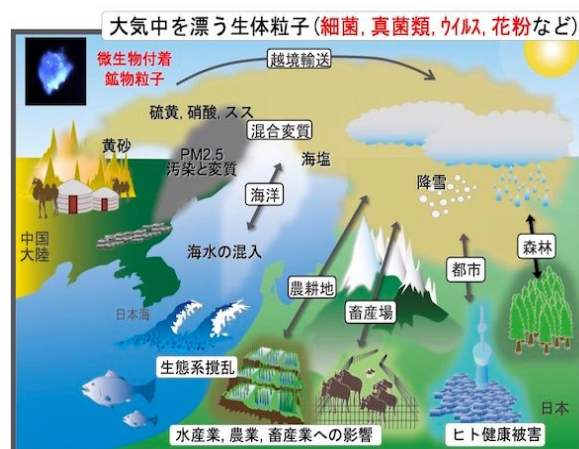 大気中を漂う生体粒子(細菌, 真菌類, ウイルス, 花粉など)
微生物付着
鉱物粒子
越境輸送
硫黄, 硝酸, スス
混合変質
黄砂
PM2.5
汚染と変質
海塩
降雪
海洋
中国
大陸
海水の混入
森林
都市
農耕地
畜産場
日本海
生態系撹乱
日本
水産業, 農業, 畜産業への影響
ヒト健康被害